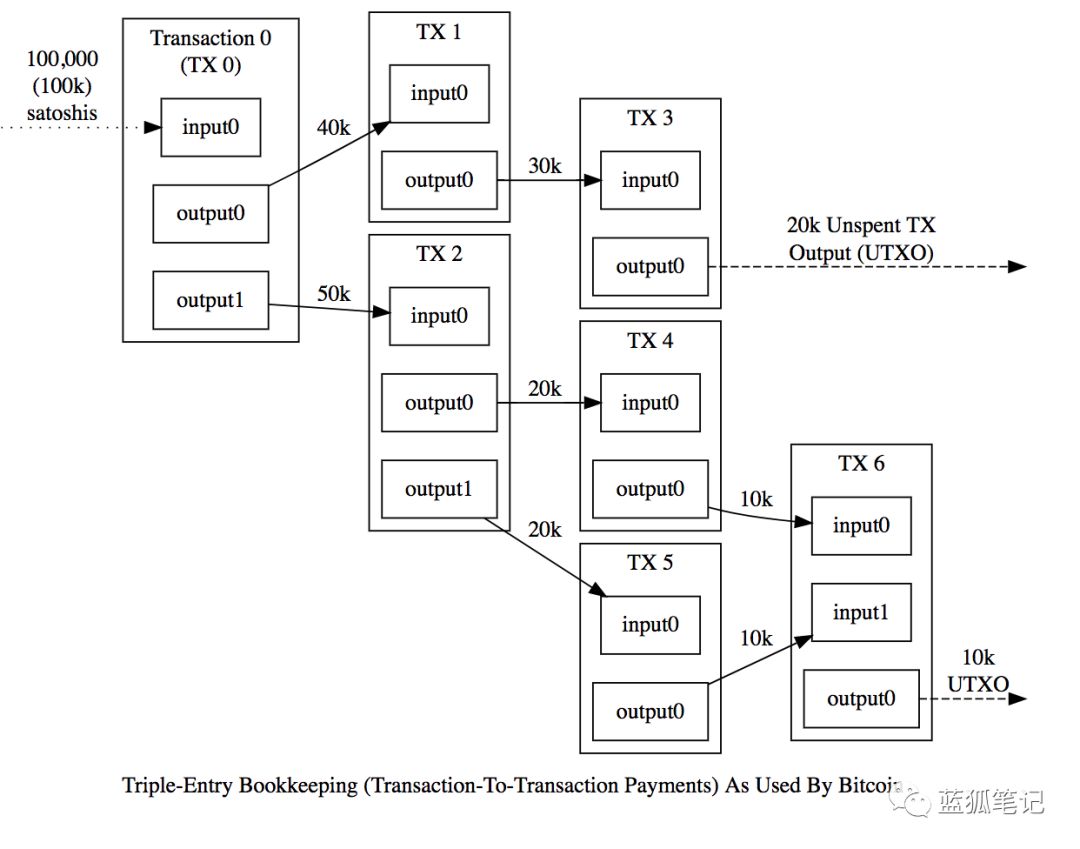 100,000
(100k)
satoshis
Transaction 0
(TX 0)
input0
output0
output1
40k
50k
TX 1
input0
output0
30k
TX 2
input0
output0
output1
20k
20k
TX 3
input0
output0
20k Unspent TX
Output (UTXO)
TX 4
input0
output0
10k
TX 5
input0
output0
10k
TX 6
input0
input1
output0
10k
UTXO
Triple-Entry Bookkeeping (Transaction-To-Transaction Payments) As Used By Bitcoin
蓝狐笔记